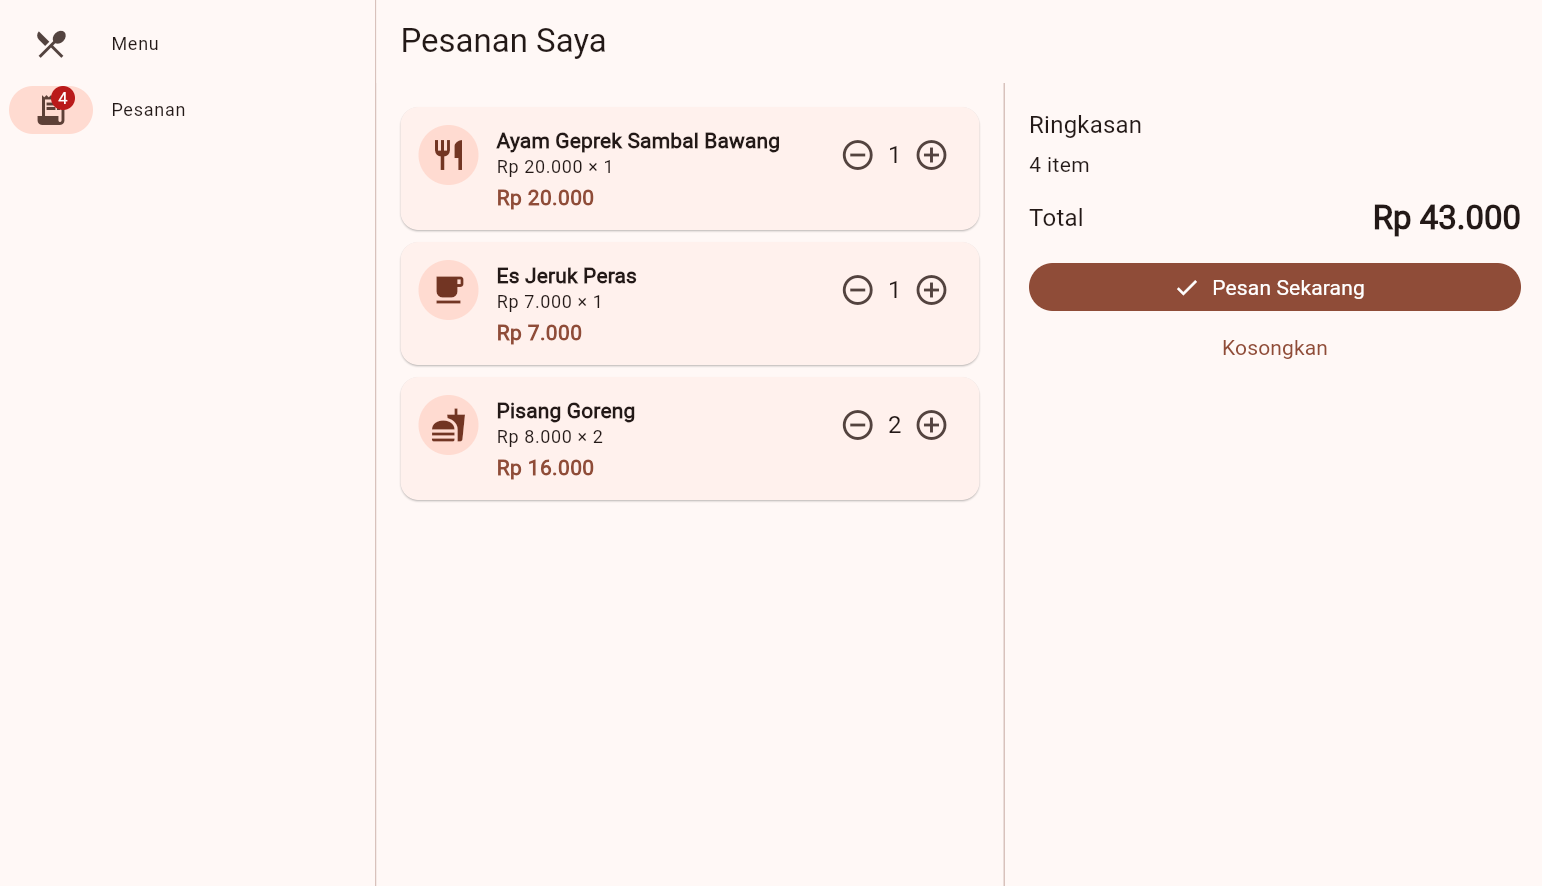 Menu
4
Pesanan
Pesanan Saya
Ayam Geprek Sambal Bawang
Rp 20.000 × 1
Rp 20.000
1
Es Jeruk Peras
Rp 7.000 × 1
Rp 7.000
1
Pisang Goreng
Rp 8.000 × 2
Rp 16.000
2
Ringkasan
4 item
Total Rp 43.000
Pesan Sekarang
Kosongkan